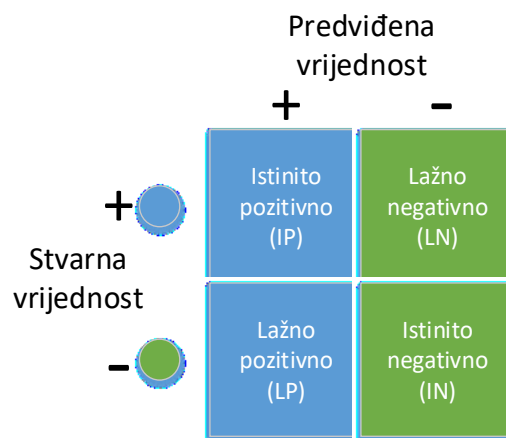 Predviđena
vrijednost
+ –
Istinito
pozitivno
(IP)
Lažno
negativno
(LN)
+
Stvarna
vrijednost
–
Lažno
pozitivno
(LP)
Istinito
negativno
(IN)